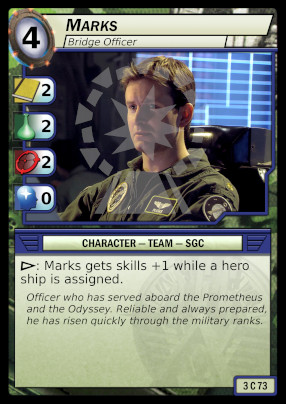 4
MARKS
Bridge Officer
2
2
2
0
CHARACTER – TEAM – SGC
▻: Marks gets skills +1 while a hero
ship is assigned.
Officer who has served aboard the Prometheus
and the Odyssey. Reliable and always prepared,
he has risen quickly through the military ranks.
3 C 73